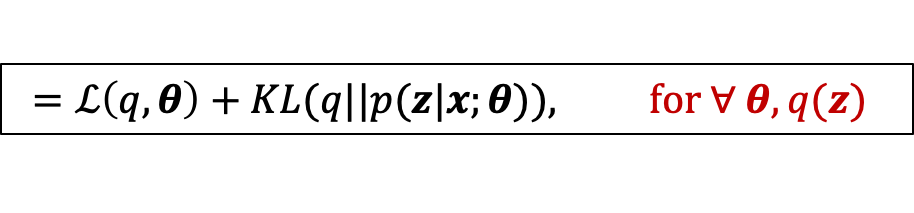 = ℒ(q, θ) + KL(q||p(z|x; θ)), for ∀ θ, q(z)